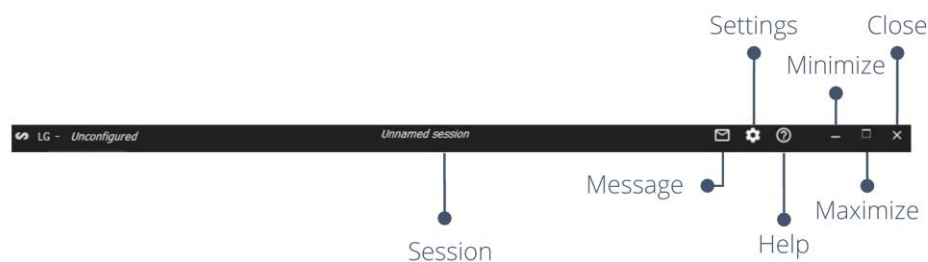 Settings
Close
Minimize
LG - Unconfigured
Unnamed session
Message
Maximize
Session
Help